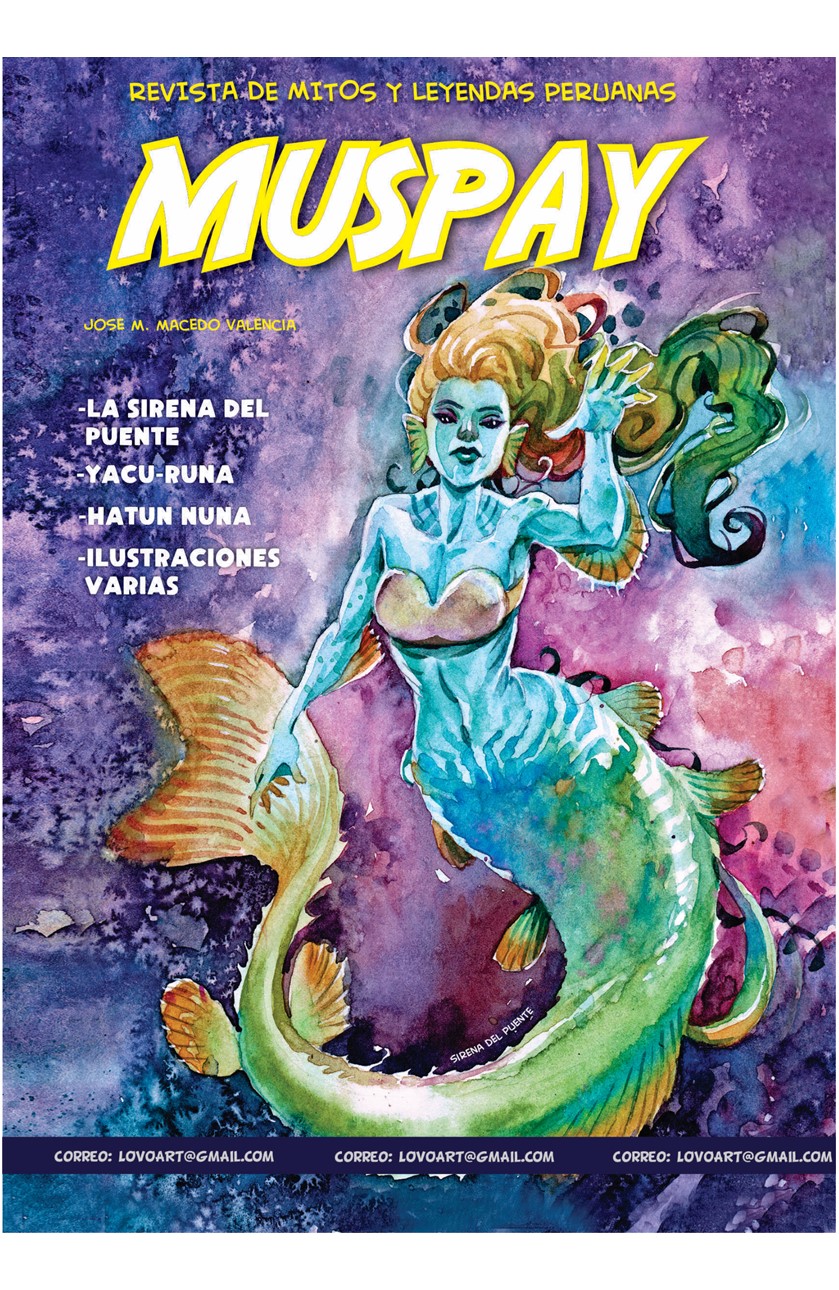 REVISTA DE MITOS Y LEYENDAS PERUANAS
MUSPAY
JOSE M. MACEDO VALENCIA
-LA SIRENA DEL
PUENTE
-YACU-RUNA
-HATUN NUNA
-ILUSTRACIONES
VARIAS
SIRENA DEL PUENTE
CORREO: LOVOART@GMAIL.COM CORREO: LOVOART@GMAIL.COM CORREO: LOVOART@GMAIL.COM